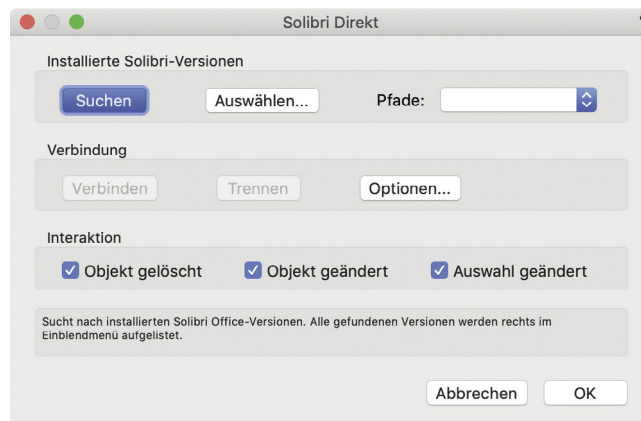 Solibri Direkt
Installierte Solibri-Versionen
Suchen
Auswählen...
Pfade:
Verbindung
Verbinden
Trennen
Optionen...
Interaktion
Objekt gelöscht
Objekt geändert
Auswahl geändert
Sucht nach installierten Solibri Office-Versionen. Alle gefundenen Versionen werden rechts im
Einblendmenü aufgelistet.
Abbrechen
OK